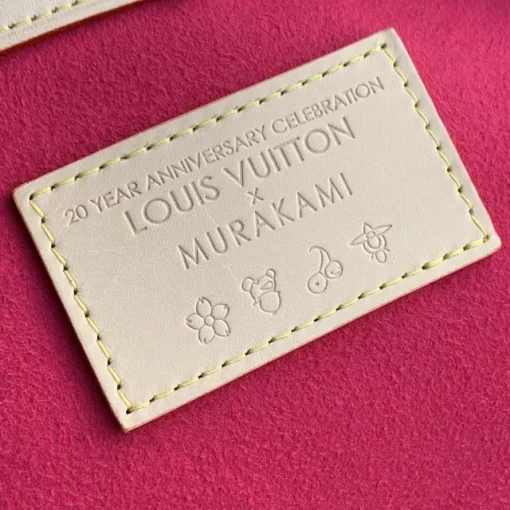 20 YEAR ANNIVERSARY CELEBRATION
LOUIS VUITTON
x
MURAKAMI